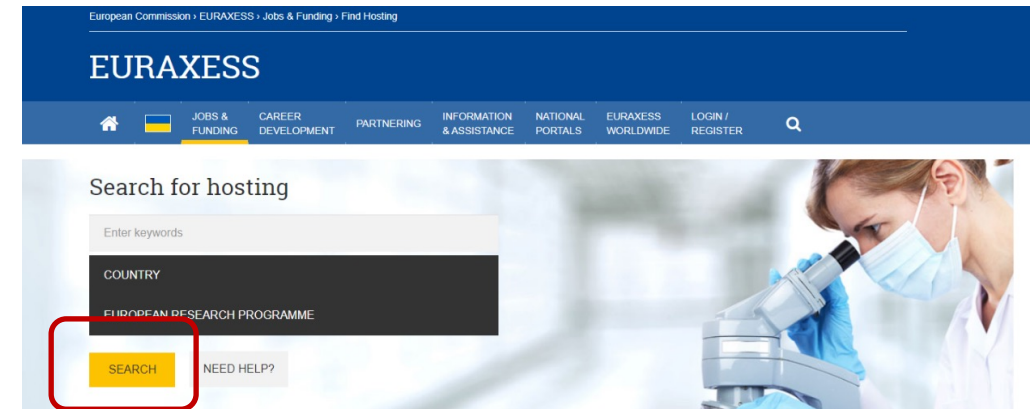 European Commission › EURAXESS › Jobs & Funding › Find Hosting
EURAXESS
JOBS & FUNDING
CAREER DEVELOPMENT
PARTNERING
INFORMATION & ASSISTANCE
NATIONAL PORTALS
EURAXESS WORLDWIDE
LOGIN / REGISTER
Search for hosting
Enter keywords
COUNTRY
EUROPEAN RESEARCH PROGRAMME
SEARCH
NEED HELP?